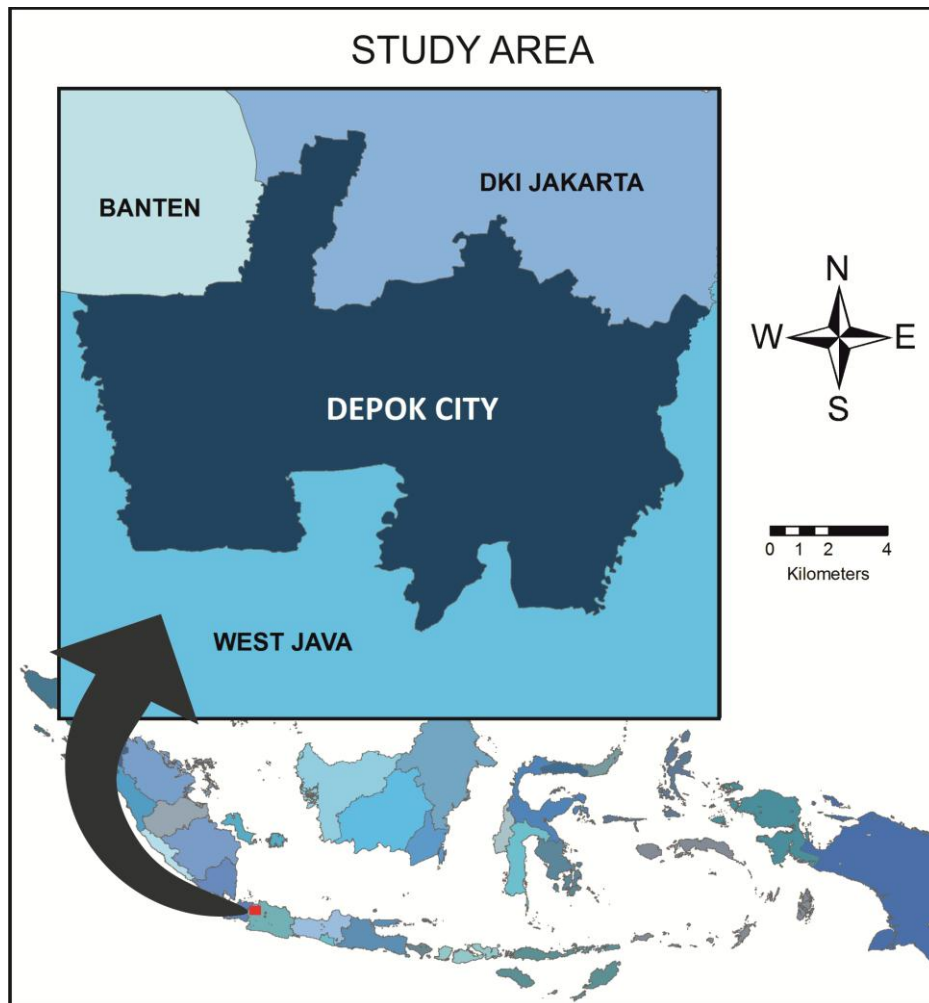 STUDY AREA
BANTEN
DKI JAKARTA
DEPOK CITY
WEST JAVA
N
W E
S
0 1 2 4
Kilometers